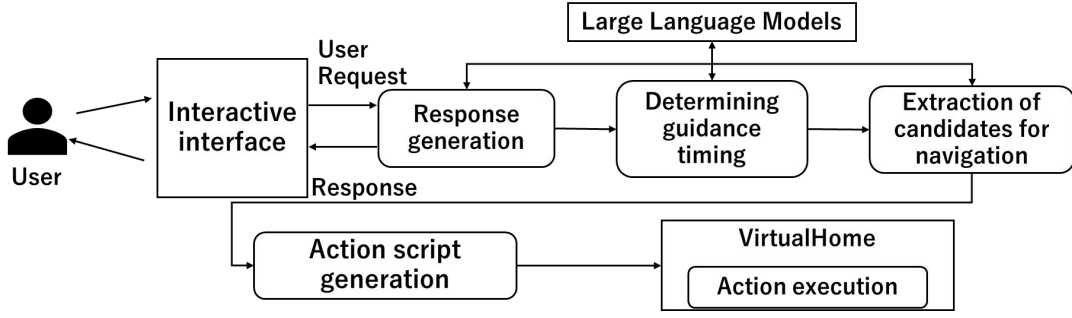 Large Language Models
User
Request
Interactive
interface
Response
generation
Determining
guidance
timing
Extraction of
candidates for
navigation
User
Response
Action script
generation
VirtualHome
Action execution